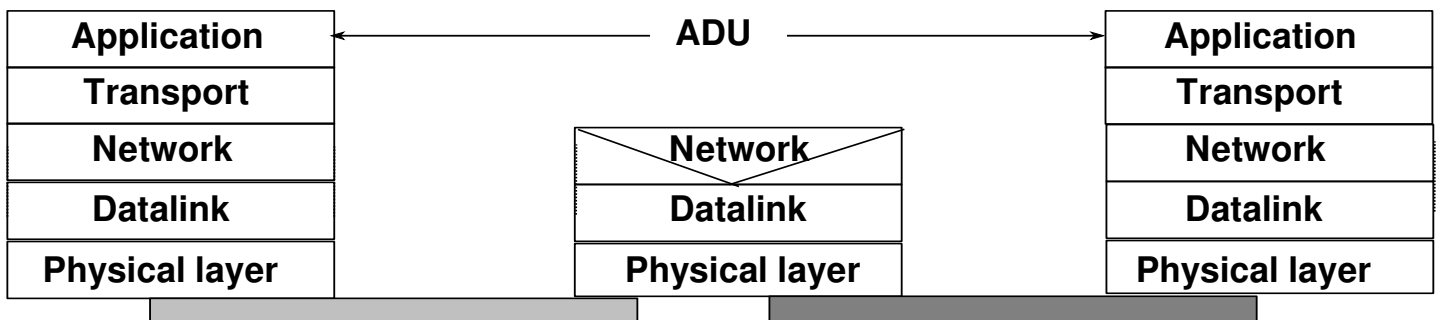 Application
Transport
Network
Datalink
Physical layer
ADU
Network
Datalink
Physical layer
Application
Transport
Network
Datalink
Physical layer